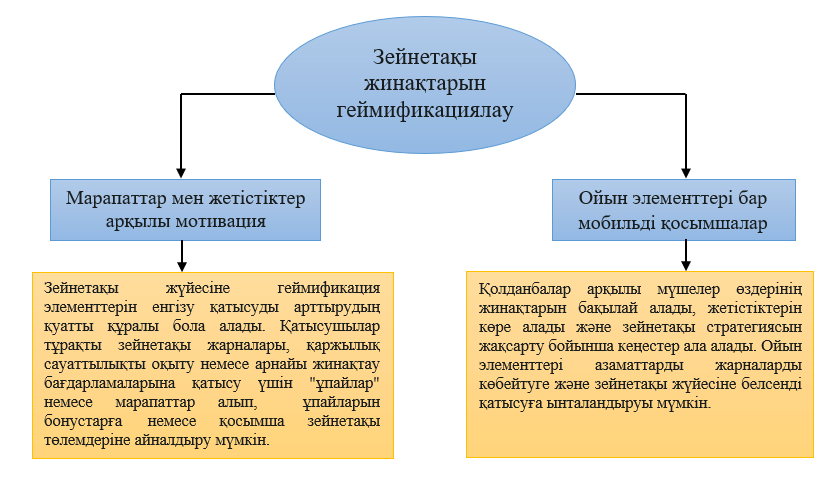 Зейнетақы
жинақтарын
геймификациялау
Марапаттар мен жетістіктер
арқылы мотивация
Ойын элементтері бар
мобильді қосымшалар
Зейнетақы жүйесіне геймификация
элементтерін енгізу қатысуды арттырудың
қуатты құралы бола алады. Қатысушылар
тұрақты зейнетақы жарналары, қаржылық
сауаттылықты оқыту немесе арнайы жинақтау
бағдарламаларына қатысу үшін "ұпайлар"
немесе марапаттар алып, ұпайларын
бонустарға немесе қосымша зейнетақы
төлемдеріне айналдыру мүмкін.
Қолданбалар арқылы мүшелер өздерінің
жинақтарын бақылай алады, жетістіктерін
көре алады және зейнетақы стратегиясын
жақсарту бойынша кеңестер ала алады. Ойын
элементтері азаматтарды жарналарды
көбейтуге және зейнетақы жүйесіне белсенді
қатысуға ынталандыруы мүмкін.